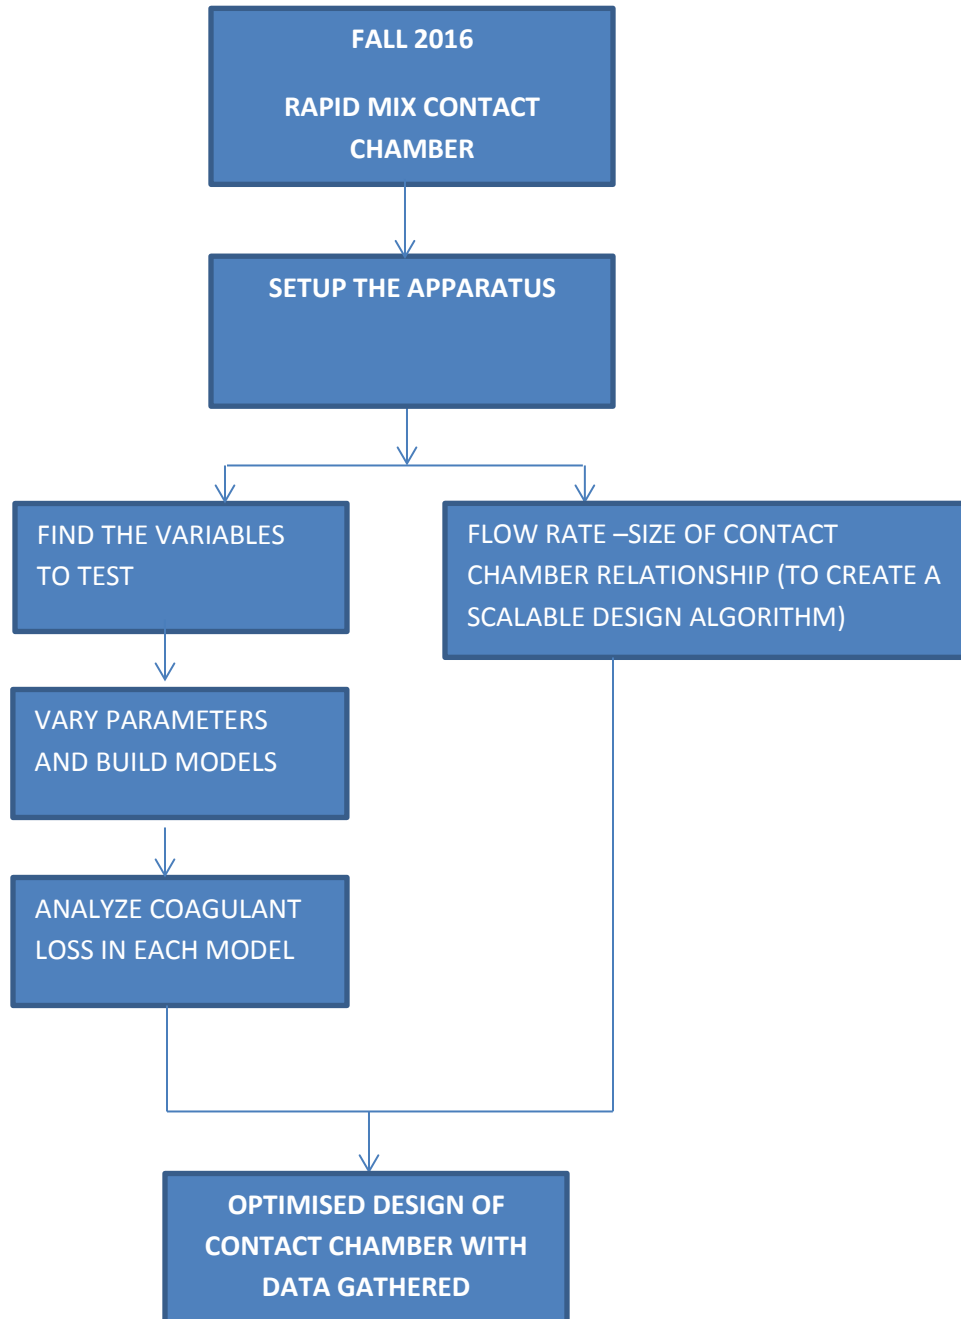 FALL 2016
RAPID MIX CONTACT
CHAMBER
SETUP THE APPARATUS
FIND THE VARIABLES
TO TEST
FLOW RATE –SIZE OF CONTACT
CHAMBER RELATIONSHIP (TO CREATE A
SCALABLE DESIGN ALGORITHM)
VARY PARAMETERS
AND BUILD MODELS
ANALYZE COAGULANT
LOSS IN EACH MODEL
OPTIMISED DESIGN OF
CONTACT CHAMBER WITH
DATA GATHERED